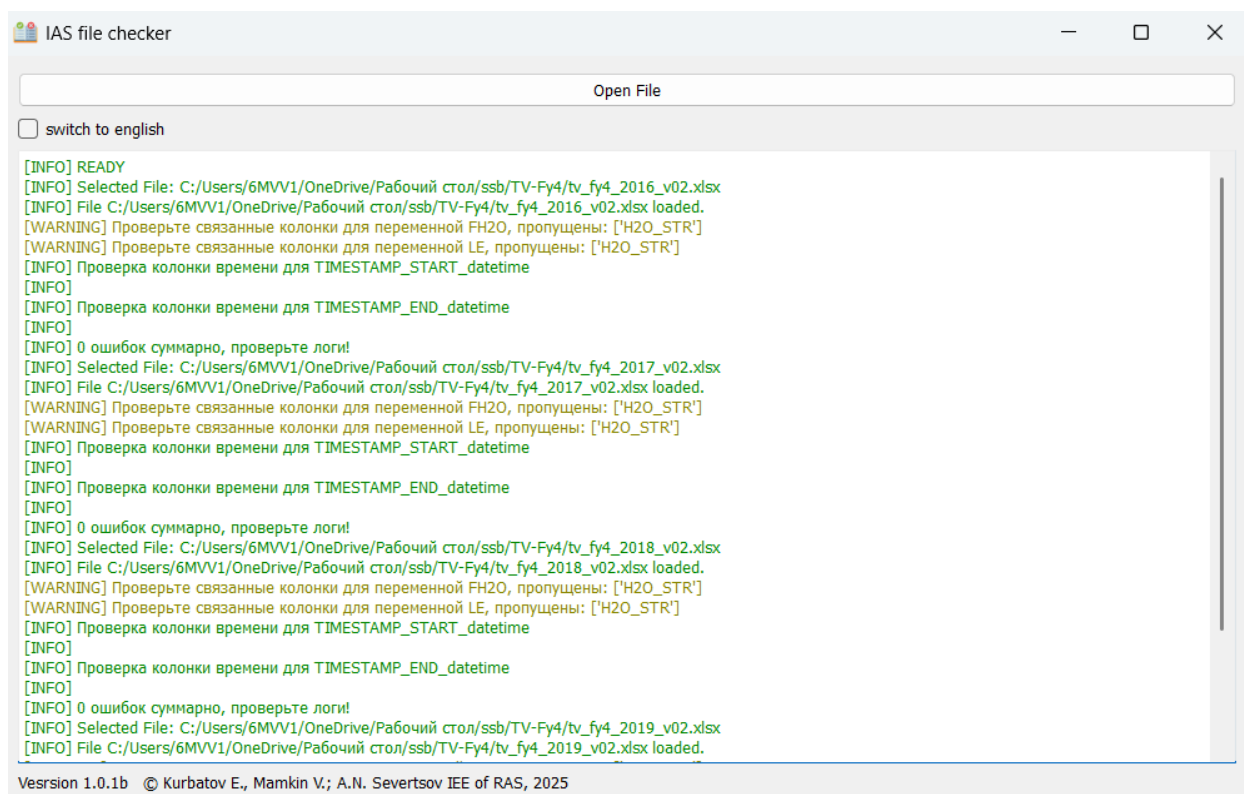 IAS file checker
Open File
switch to english
[INFO] READY
[INFO] Selected File: C:/Users/6MVV1/OneDrive/Рабочий стол/ssb/TV-Fy4/tv_fy4_2016_v02.xlsx
[INFO] File C:/Users/6MVV1/OneDrive/Рабочий стол/ssb/TV-Fy4/tv_fy4_2016_v02.xlsx loaded.
[WARNING] Проверьте связанные колонки для переменной FH2O, пропущены: ['H2O_STR']
[WARNING] Проверьте связанные колонки для переменной LE, пропущены: ['H2O_STR']
[INFO] Проверка колонки времени для TIMESTAMP_START_datetime
[INFO]
[INFO] Проверка колонки времени для TIMESTAMP_END_datetime
[INFO]
[INFO] 0 ошибок суммарно, проверьте логи!
[INFO] Selected File: C:/Users/6MVV1/OneDrive/Рабочий стол/ssb/TV-Fy4/tv_fy4_2017_v02.xlsx
[INFO] File C:/Users/6MVV1/OneDrive/Рабочий стол/ssb/TV-Fy4/tv_fy4_2017_v02.xlsx loaded.
[WARNING] Проверьте связанные колонки для переменной FH2O, пропущены: ['H2O_STR']
[WARNING] Проверьте связанные колонки для переменной LE, пропущены: ['H2O_STR']
[INFO] Проверка колонки времени для TIMESTAMP_START_datetime
[INFO]
[INFO] Проверка колонки времени для TIMESTAMP_END_datetime
[INFO]
[INFO] 0 ошибок суммарно, проверьте логи!
[INFO] Selected File: C:/Users/6MVV1/OneDrive/Рабочий стол/ssb/TV-Fy4/tv_fy4_2018_v02.xlsx
[INFO] File C:/Users/6MVV1/OneDrive/Рабочий стол/ssb/TV-Fy4/tv_fy4_2018_v02.xlsx loaded.
[WARNING] Проверьте связанные колонки для переменной FH2O, пропущены: ['H2O_STR']
[WARNING] Проверьте связанные колонки для переменной LE, пропущены: ['H2O_STR']
[INFO] Проверка колонки времени для TIMESTAMP_START_datetime
[INFO]
[INFO] Проверка колонки времени для TIMESTAMP_END_datetime
[INFO]
[INFO] 0 ошибок суммарно, проверьте логи!
[INFO] Selected File: C:/Users/6MVV1/OneDrive/Рабочий стол/ssb/TV-Fy4/tv_fy4_2019_v02.xlsx
[INFO] File C:/Users/6MVV1/OneDrive/Рабочий стол/ssb/TV-Fy4/tv_fy4_2019_v02.xlsx loaded.
Vesrsion 1.0.1b © Kurbatov E., Mamkin V.; A.N. Severtsov IEE of RAS, 2025